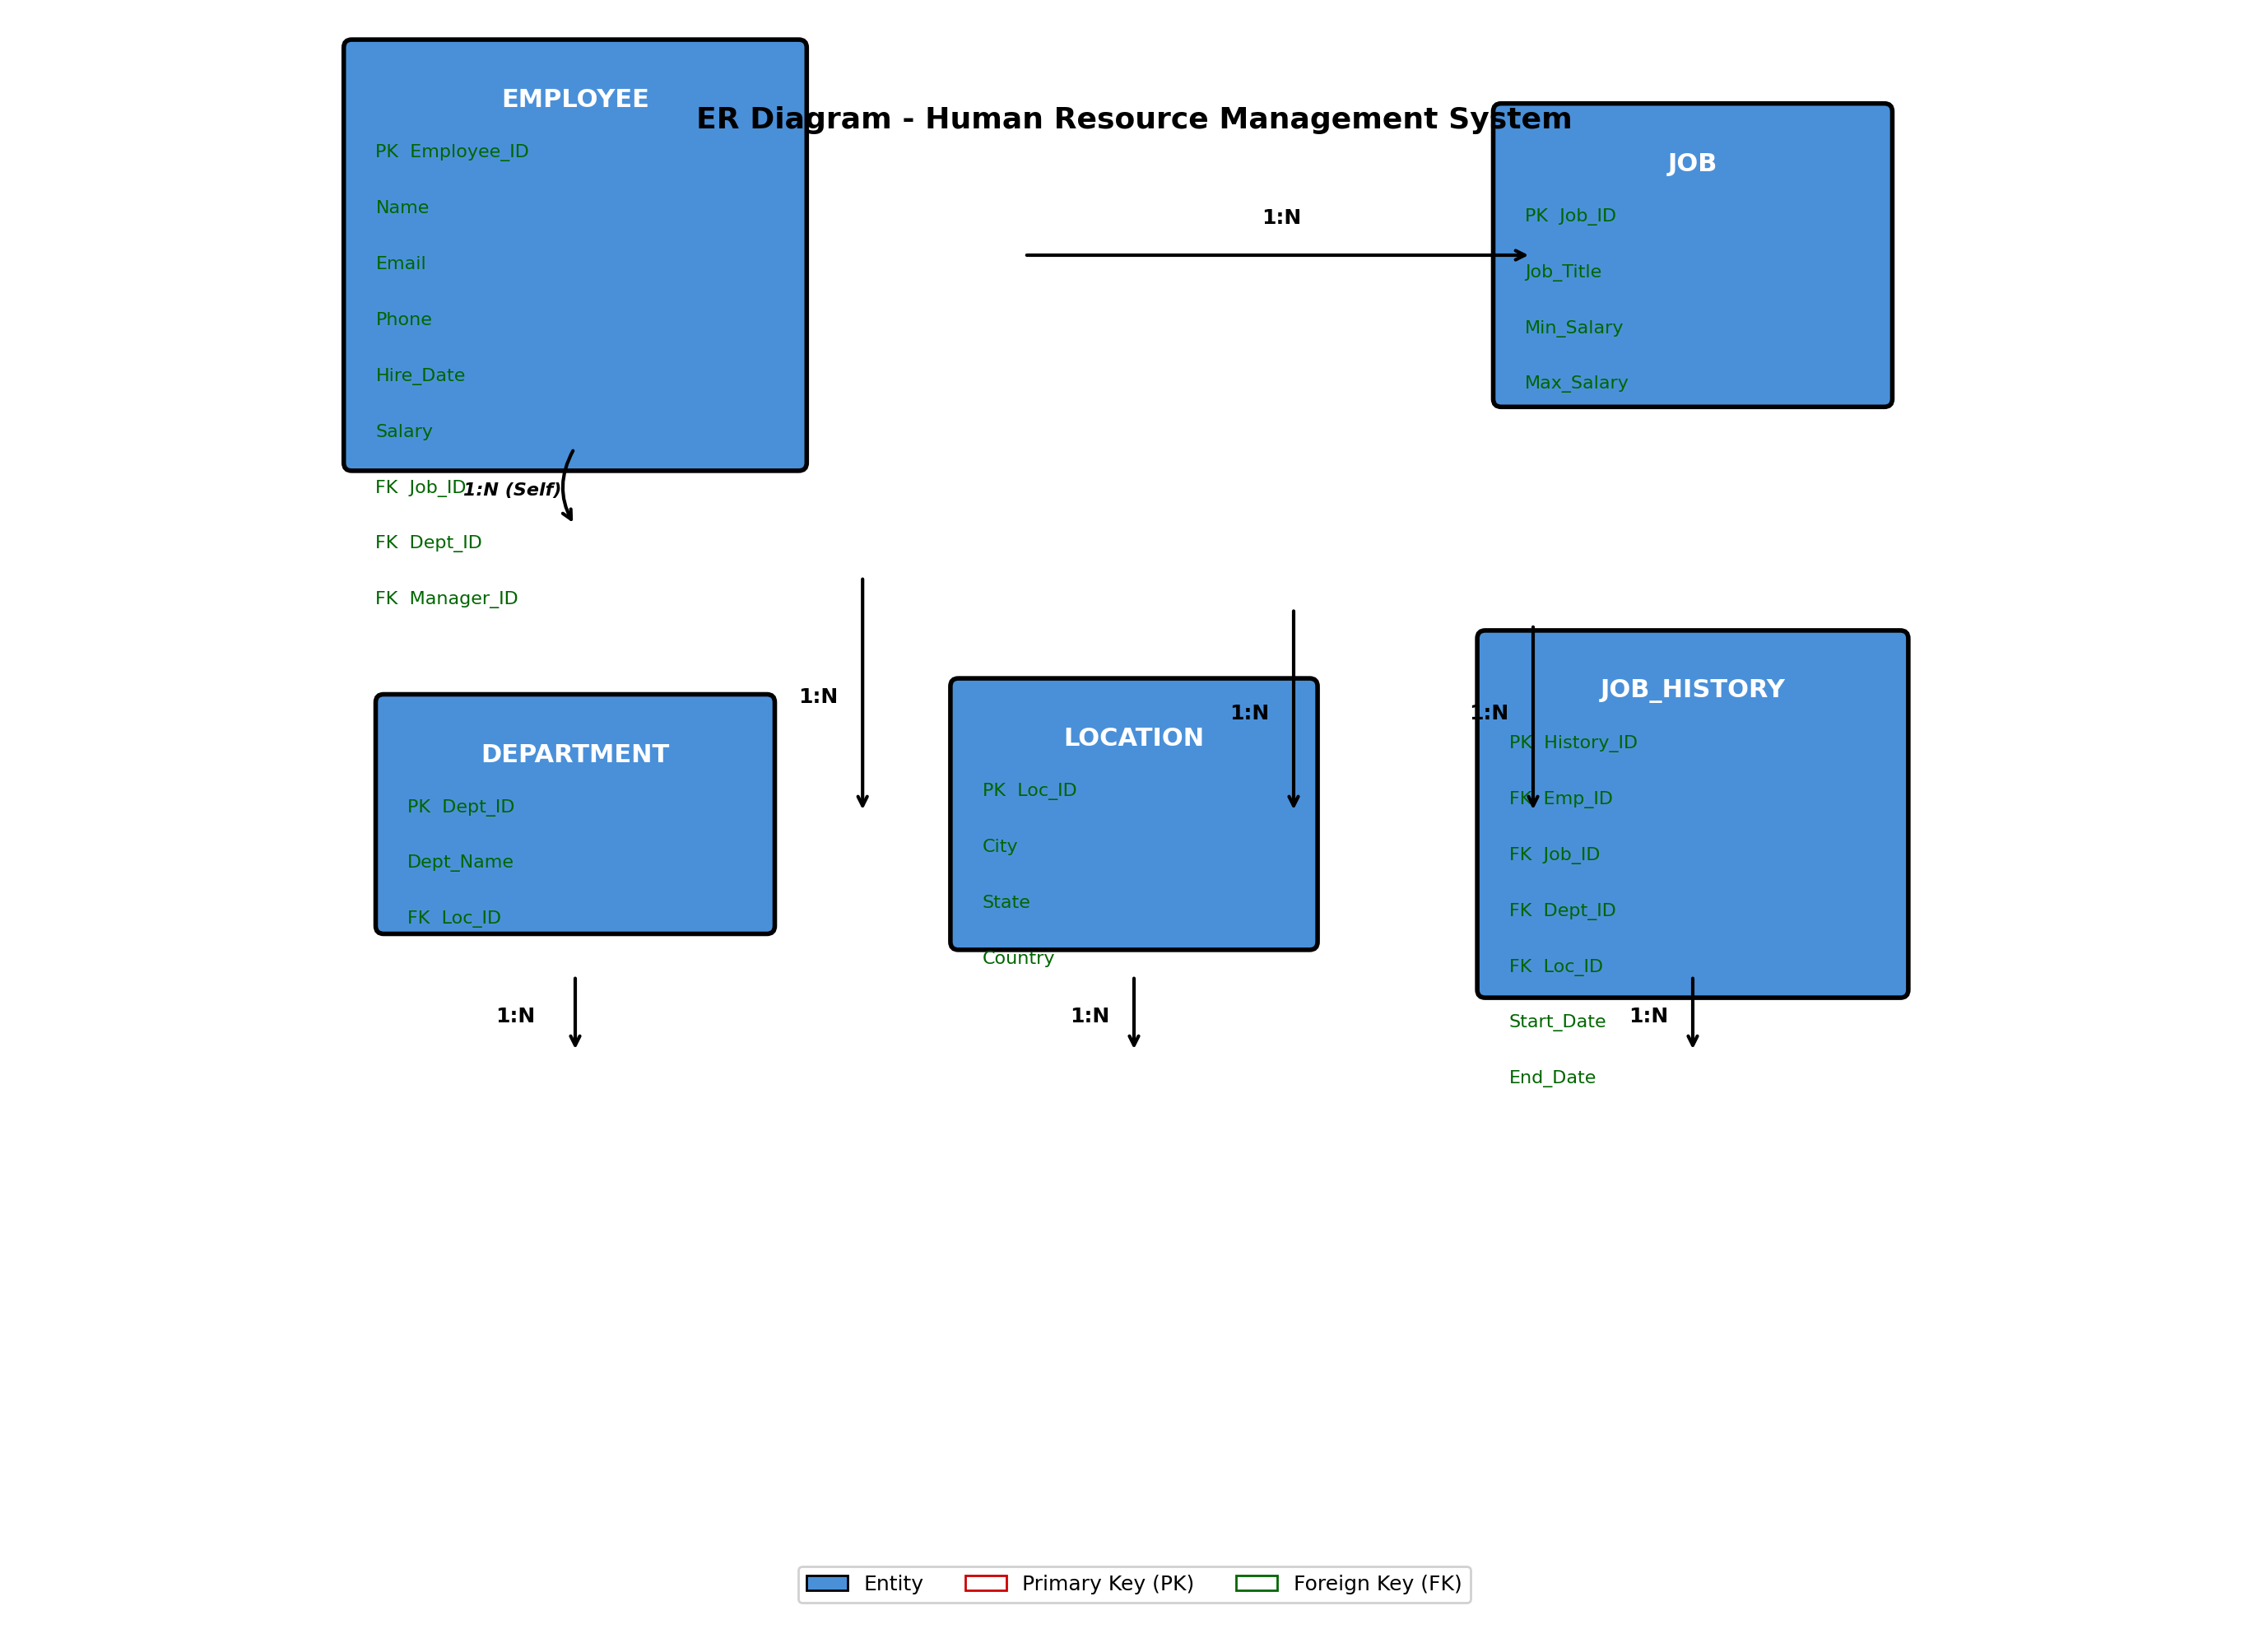 ER Diagram - Human Resource Management System
EMPLOYEE
PK  Employee_ID
Name
Email
Phone
Hire_Date
Salary
FK  Job_ID
FK  Dept_ID
FK  Manager_ID
1:N (Self)
1:N
JOB
PK  Job_ID
Job_Title
Min_Salary
Max_Salary
DEPARTMENT
PK  Dept_ID
Dept_Name
FK  Loc_ID
1:N
1:N
LOCATION
PK  Loc_ID
City
State
Country
1:N
1:N
JOB_HISTORY
PK  History_ID
FK  Emp_ID
FK  Job_ID
FK  Dept_ID
FK  Loc_ID
Start_Date
End_Date
1:N
1:N
Entity
Primary Key (PK)
Foreign Key (FK)